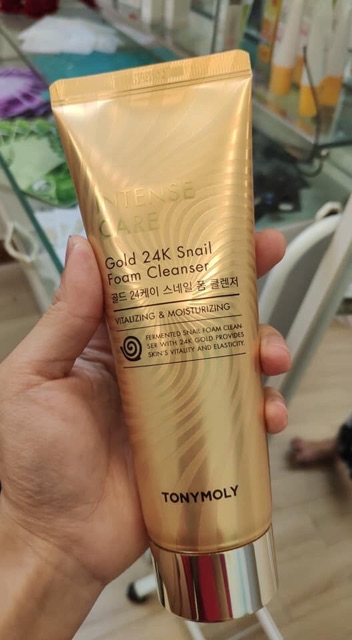 INTENSE
CARE
Gold 24K Snail
Foam Cleanser
골드 24케이 스네일 폼 클렌저
VITALIZING & MOISTURIZING
FERMENTED SNAIL FOAM CLEAN-
SER WITH 24K GOLD PROVIDES
SKIN'S VITALITY AND ELASTICITY.
TONYMOLY